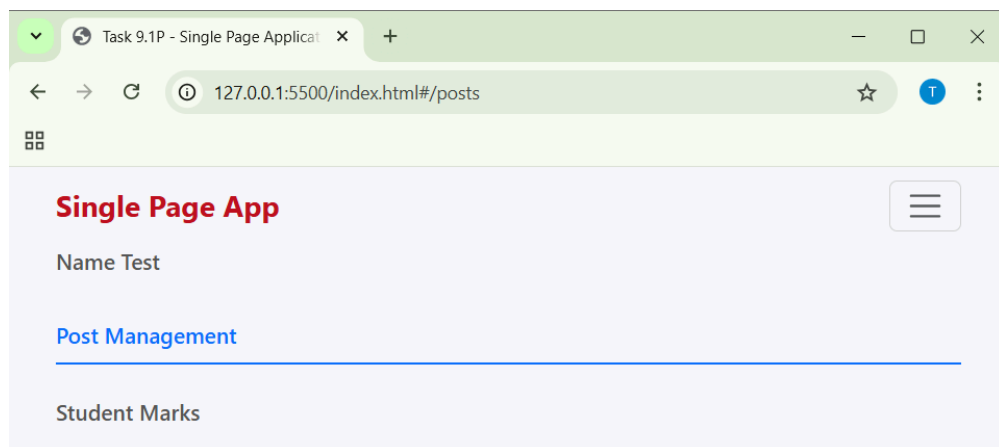 Task 9.1P - Single Page Applicat
127.0.0.1:5500/index.html#/posts
T
Single Page App
Name Test
Post Management
Student Marks